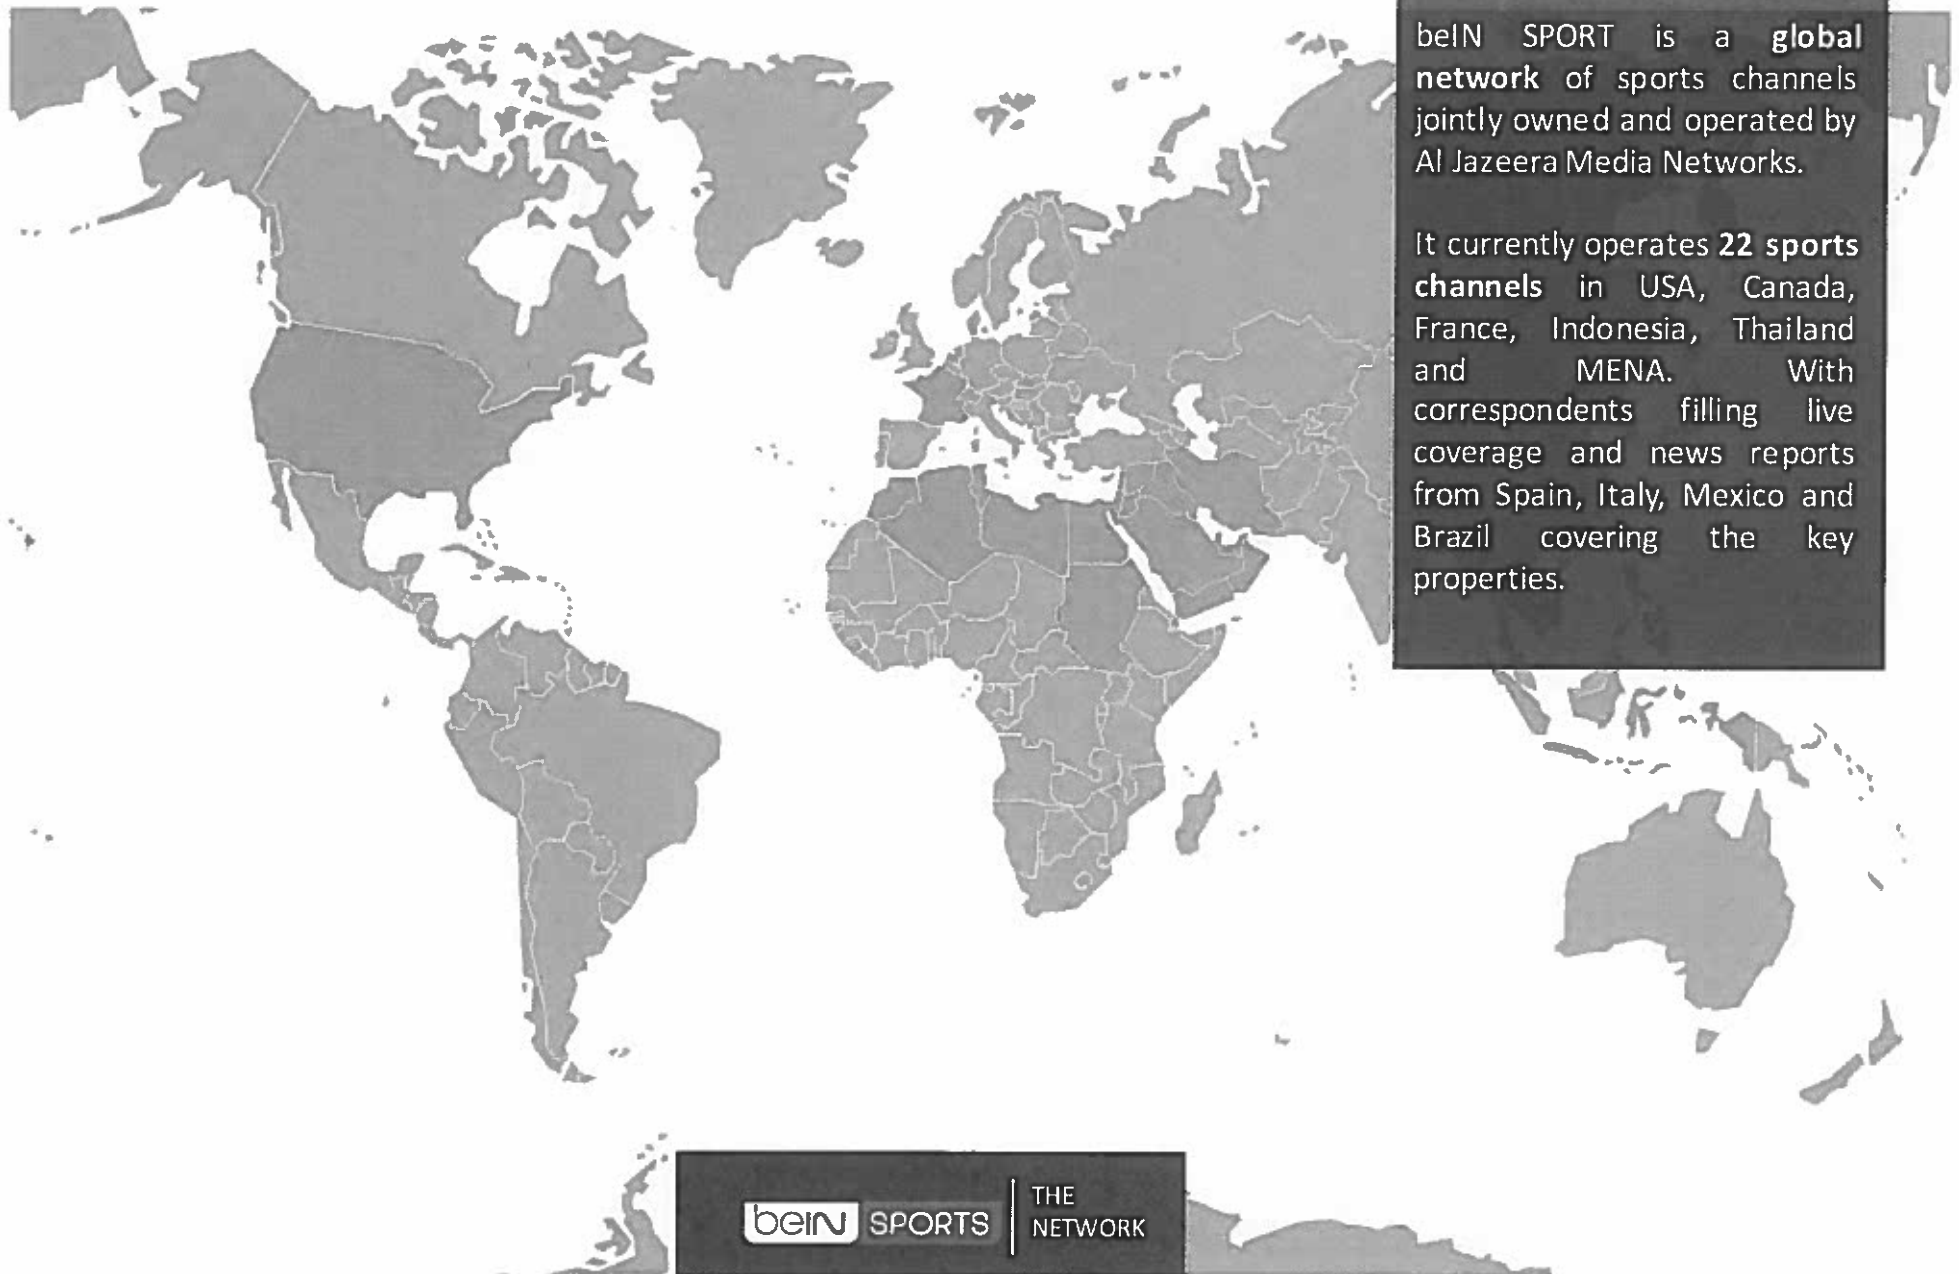 beIN SPORT is a global
network of sports channels
jointly owned and operated by
Al Jazeera Media Networks.
It currently operates 22 sports
channels in USA, Canada,
France, Indonesia, Thailand
and MENA. With
correspondents filling live
coverage and news reports
from Spain, Italy, Mexico and
Brazil covering the key
properties.
beIN SPORTS
THE
NETWORK